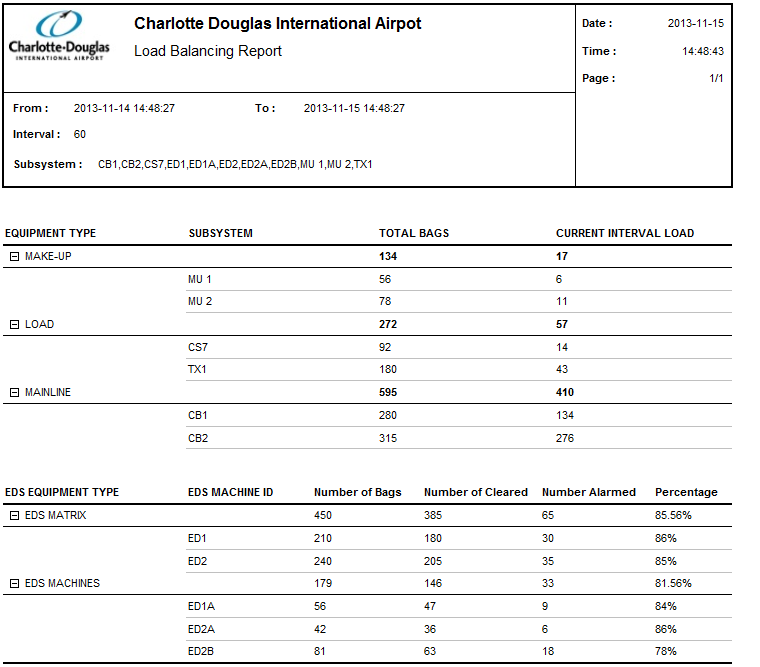 Charlotte-Douglas
INTERNATIONAL AIRPORT
Charlotte Douglas International Airpot
Load Balancing Report
Date : 2013-11-15
Time : 14:48:43
Page : 1/1
From : 2013-11-14 14:48:27 To : 2013-11-15 14:48:27
Interval : 60
Subsystem : CB1,CB2,CS7,ED1,ED1A,ED2,ED2A,ED2B,MU 1,MU 2,TX1
EQUIPMENT TYPE SUBSYSTEM TOTAL BAGS CURRENT INTERVAL LOAD
MAKE-UP 134 17
MU 1 56 6
MU 2 78 11
LOAD 272 57
CS7 92 14
TX1 180 43
MAINLINE 595 410
CB1 280 134
CB2 315 276
EDS EQUIPMENT TYPE EDS MACHINE ID Number of Bags Number of Cleared Number Alarmed Percentage
EDS MATRIX 450 385 65 85.56%
ED1 210 180 30 86%
ED2 240 205 35 85%
EDS MACHINES 179 146 33 81.56%
ED1A 56 47 9 84%
ED2A 42 36 6 86%
ED2B 81 63 18 78%